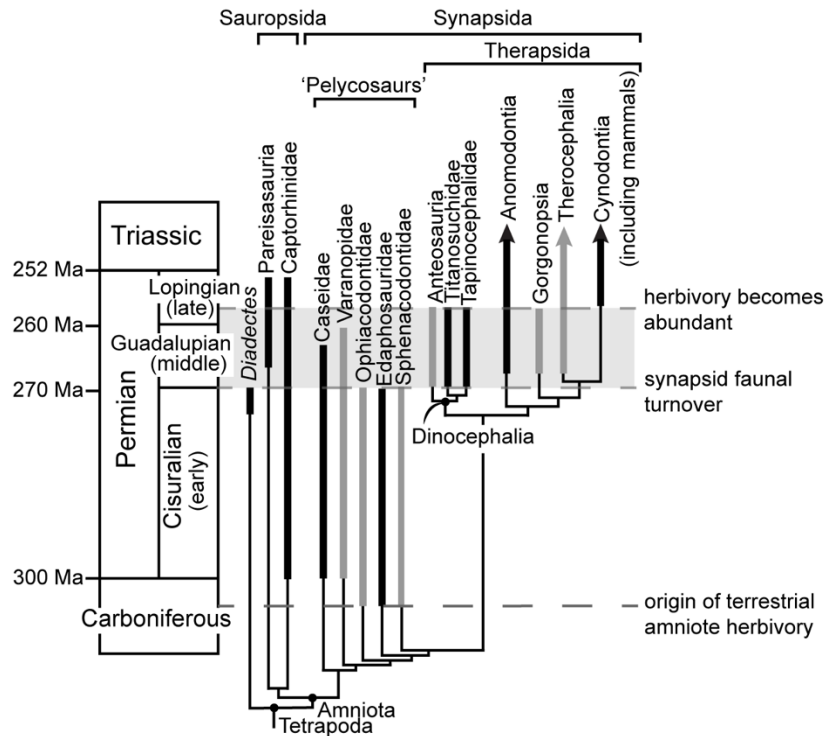 Sauropsida
Synapsida
Therapsida
'Pelycosaurs'
Diadectes
Pareisasauria
Captorhinidae
Caseidae
Varanopidae
Ophiacodontidae
Edaphosauridae
Sphenacodontidae
Anteosauria
Titanosuchidae
Tapinocephalidae
Anomodontia
Gorgonopsia
Therocephalia
Cynodontia
(including mammals)
Triassic
252 Ma
Lopingian
(late)
260 Ma
Guadalupian
(middle)
270 Ma
Permian
Cisuralian
(early)
300 Ma
Carboniferous
herbivory becomes
abundant
synapsid faunal
turnover
Dinocephalia
origin of terrestrial
amniote herbivory
Amniota
Tetrapoda